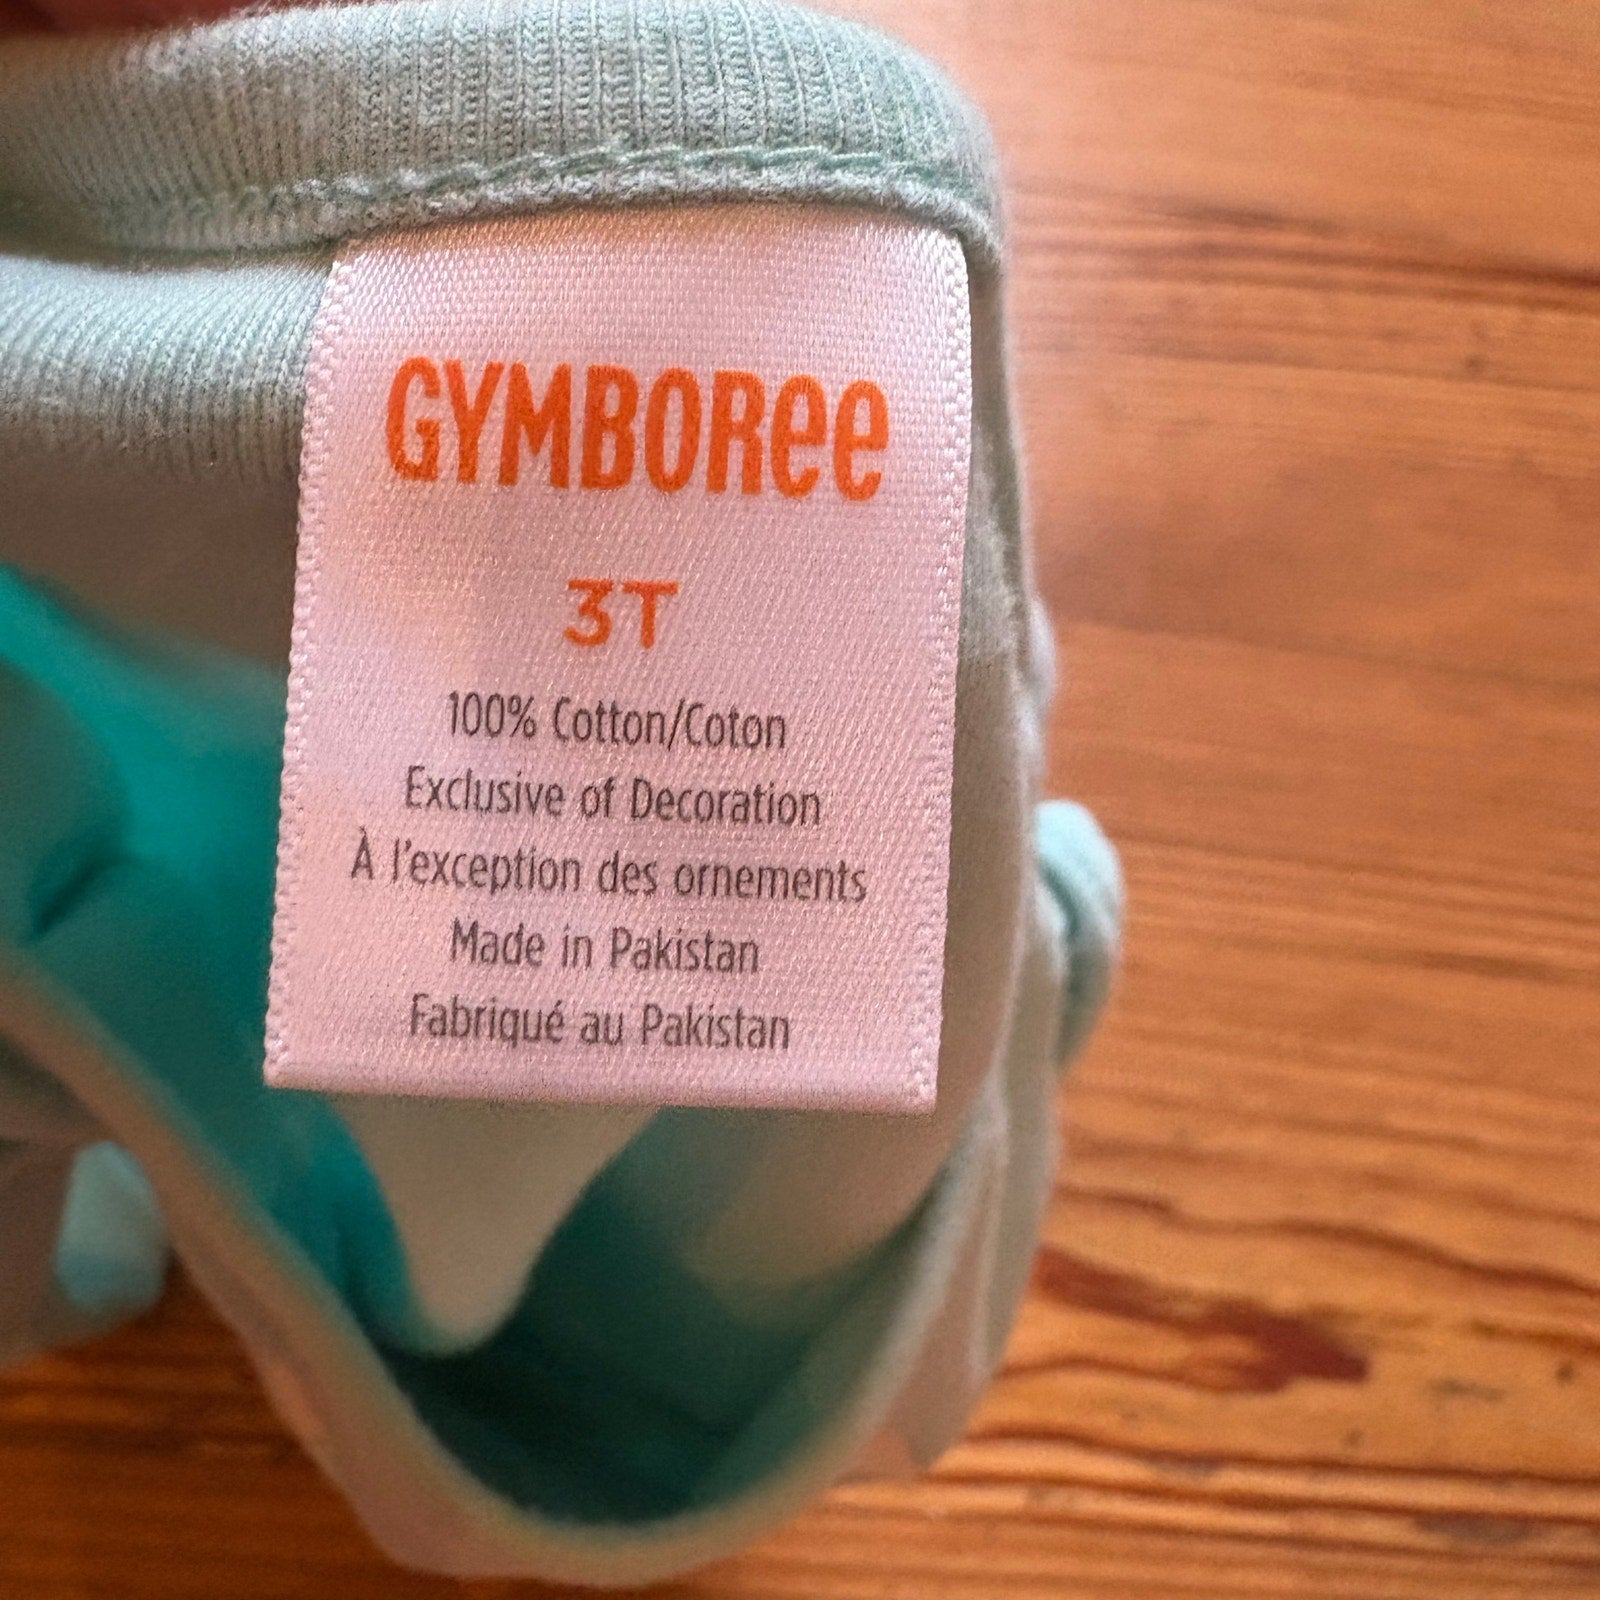 GYMBOREE
3T
100% Cotton/Coton
Exclusive of Decoration
À l'exception des ornements
Made in Pakistan
Fabriqué au Pakistan